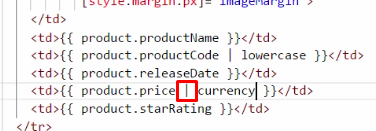 [style.margin.px]="imageMargin">
</td>
<td>{{ product.productName }}</td>
<td>{{ product.productCode | lowercase }}</td>
<td>{{ product.releaseDate }}</td>
<td>{{ product.price | currency }}</td>
<td>{{ product.starRating }}</td>
</tr>